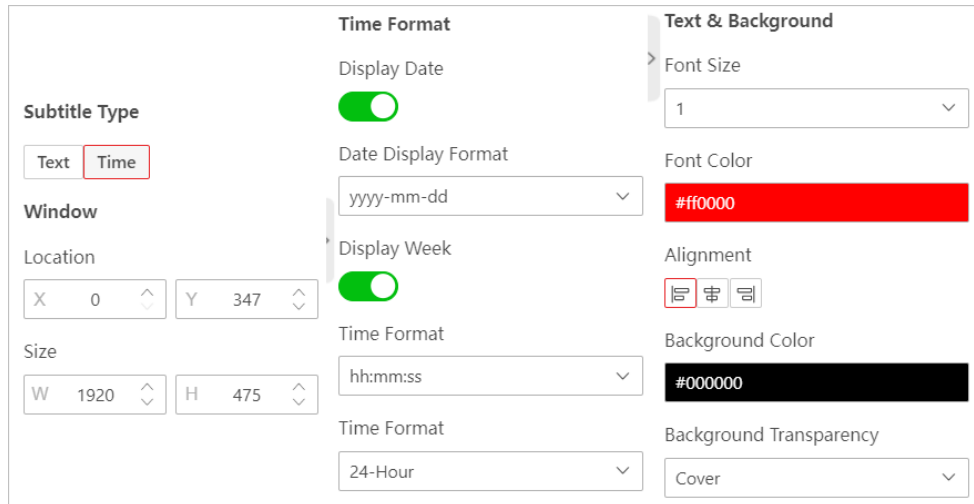 Subtitle Type
Text Time
Window
Location
X 0 Y 347
Size
W 1920 H 475
Time Format
Display Date
Date Display Format
yyyy-mm-dd
Display Week
Time Format
hh:mm:ss
Time Format
24-Hour
Text & Background
Font Size
1
Font Color
#ff0000
Alignment
Background Color
#000000
Background Transparency
Cover